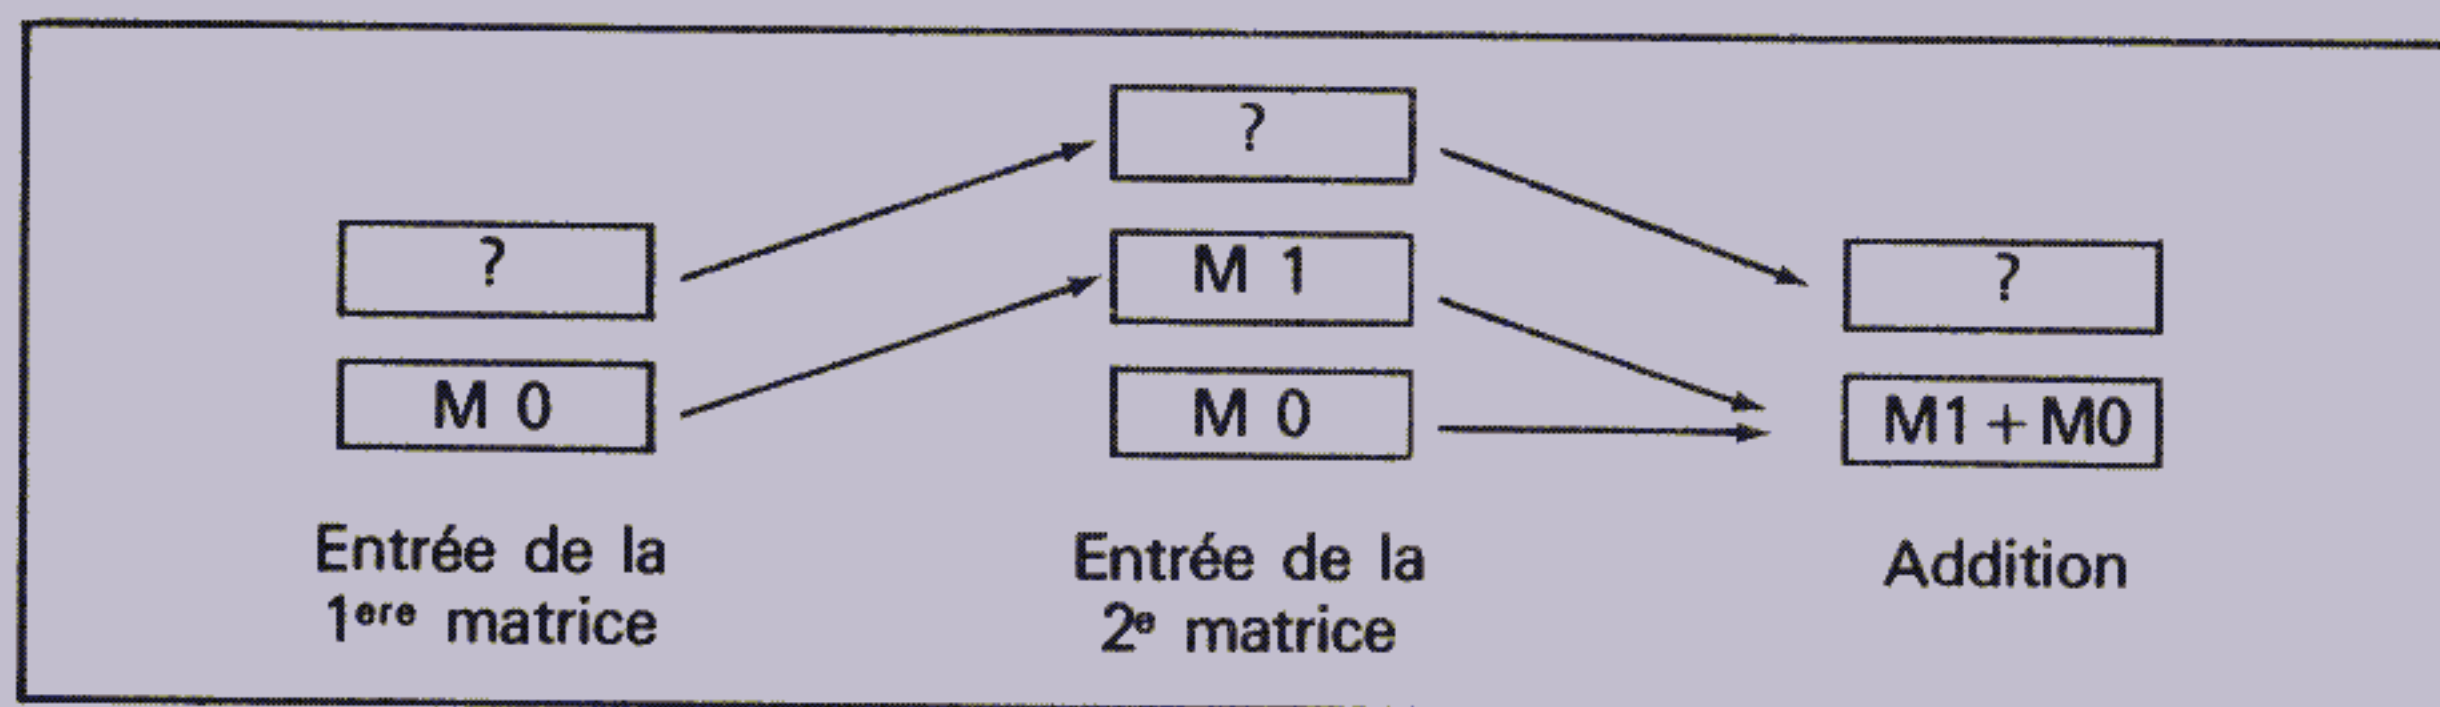 ?
M 1
M 0
?
M 0
?
M1 + M0
Entrée de la
1ere matrice
Entrée de la
2e matrice
Addition